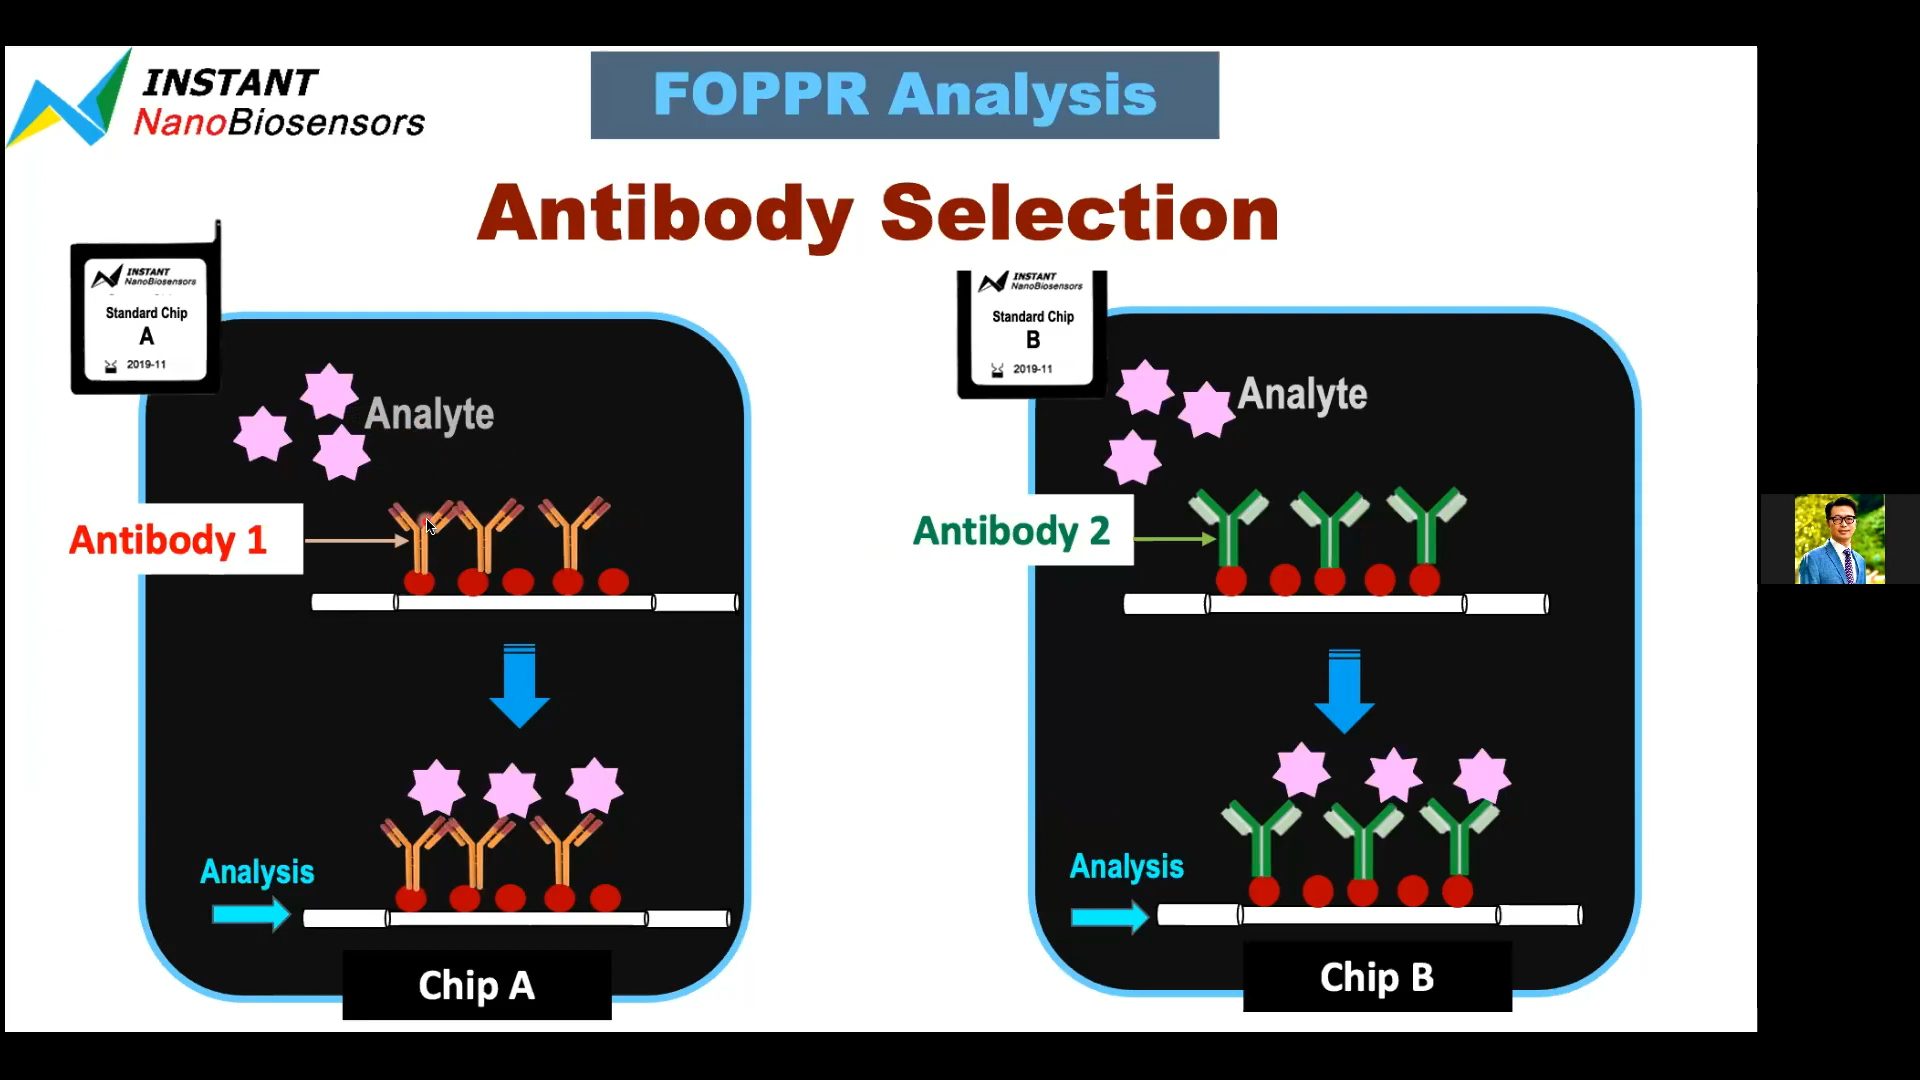 INSTANT
NanoBiosensors
FOPPR Analysis
Antibody Selection
INSTANT
NanoBiosensors
Standard Chip
A
2019-11
Analyte
Antibody 1
Analysis
Chip A
INSTANT
NanoBiosensors
Standard Chip
B
2019-11
Analyte
Antibody 2
Analysis
Chip B